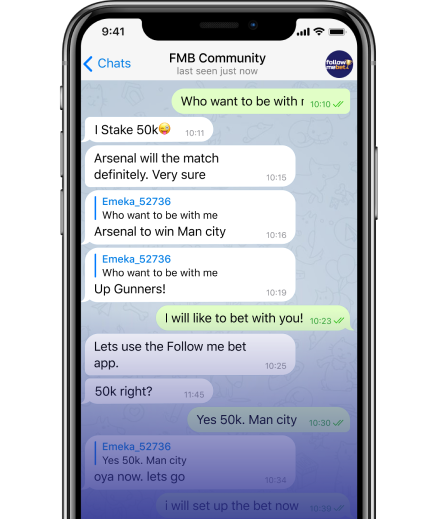 9:41
Chats
FMB Community
last seen just now
follow
mebet
Who want to be with r 10:10
I Stake 50k😜 10:11
Arsenal will the match
definitely. Very sure 10:15
Emeka_52736
Who want to be with me
Arsenal to win Man city 10:16
Emeka_52736
Who want to be with me
Up Gunners! 10:19
I will like to bet with you! 10:23
Lets use the Follow me bet
app. 10:25
50k right? 11:45
Yes 50k. Man city 10:30
Emeka_52736
Yes 50k. Man city
oya now. lets go 10:34
i will set up the bet now 10:39